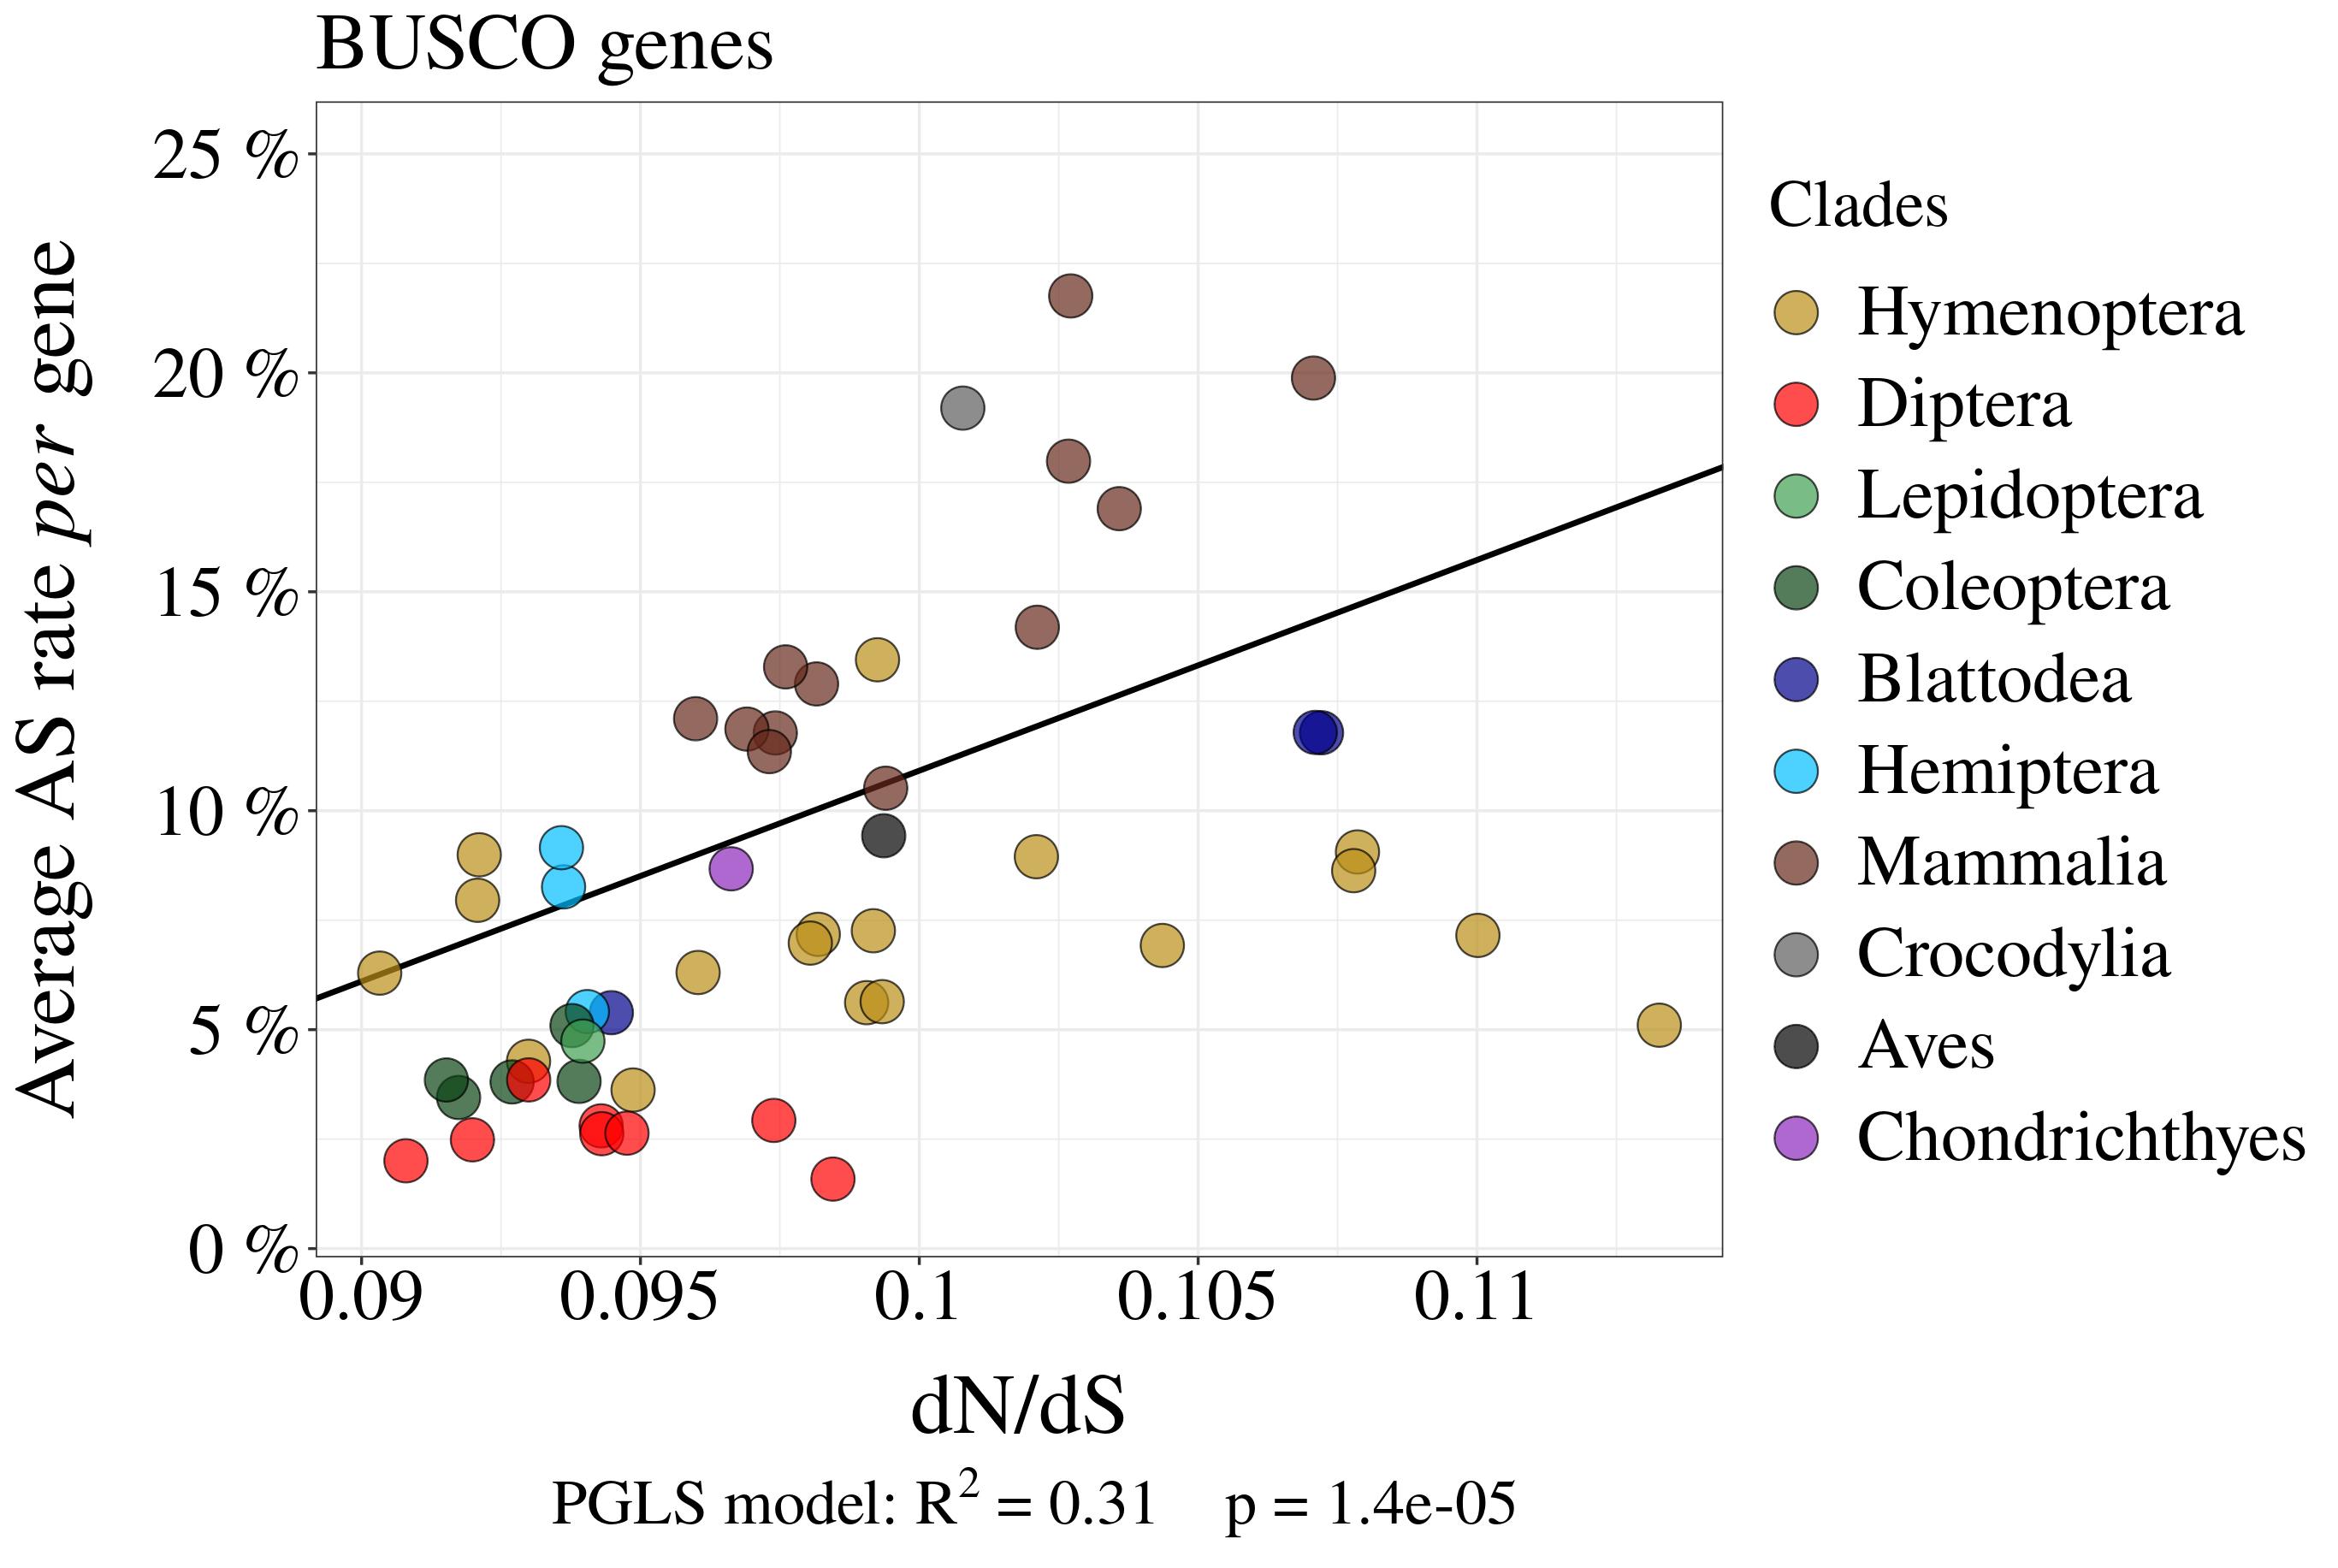 BUSCO genes
Average AS rate per gene
25 %
20 %
15 %
10 %
5 %
0 %
0.09 0.095 0.1 0.105 0.11
dN/dS
PGLS model: R² = 0.31 p = 1.4e-05
Clades
Hymenoptera
Diptera
Lepidoptera
Coleoptera
Blattodea
Hemiptera
Mammalia
Crocodylia
Aves
Chondrichthyes